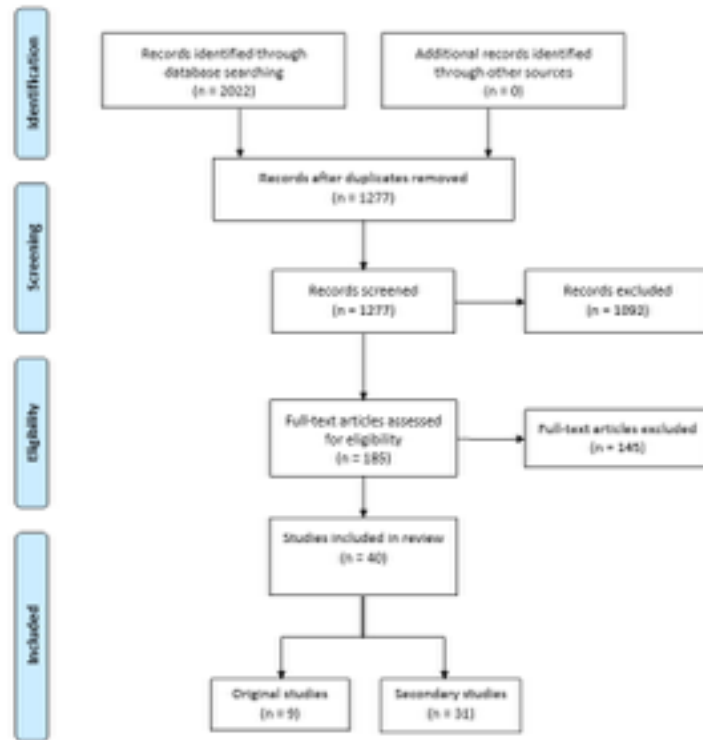 Identification
Records identified through
database searching
(n = 2022)
Additional records identified
through other sources
(n = 0)
Records after duplicates removed
(n = 1277)
Screening
Records screened
(n = 1277)
Records excluded
(n = 1092)
Eligibility
Full-text articles assessed
for eligibility
(n = 185)
Full-text articles excluded
(n = 145)
Included
Studies included in review
(n = 40)
Original studies
(n = 9)
Secondary studies
(n = 31)